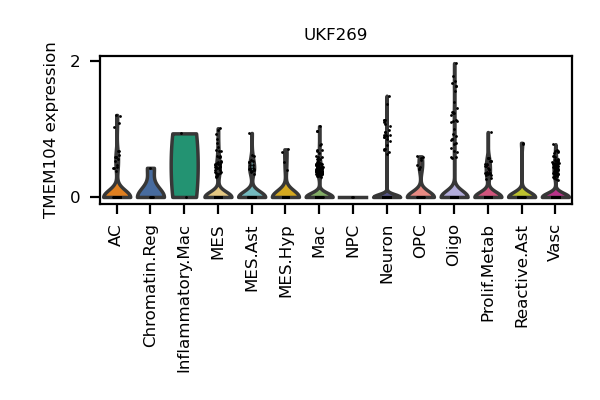 UKF269
TMEM104 expression
2
0
AC
Chromatin.Reg
Inflammatory.Mac
MES
MES.Ast
MES.Hyp
Mac
NPC
Neuron
OPC
Oligo
Prolif.Metab
Reactive.Ast
Vasc